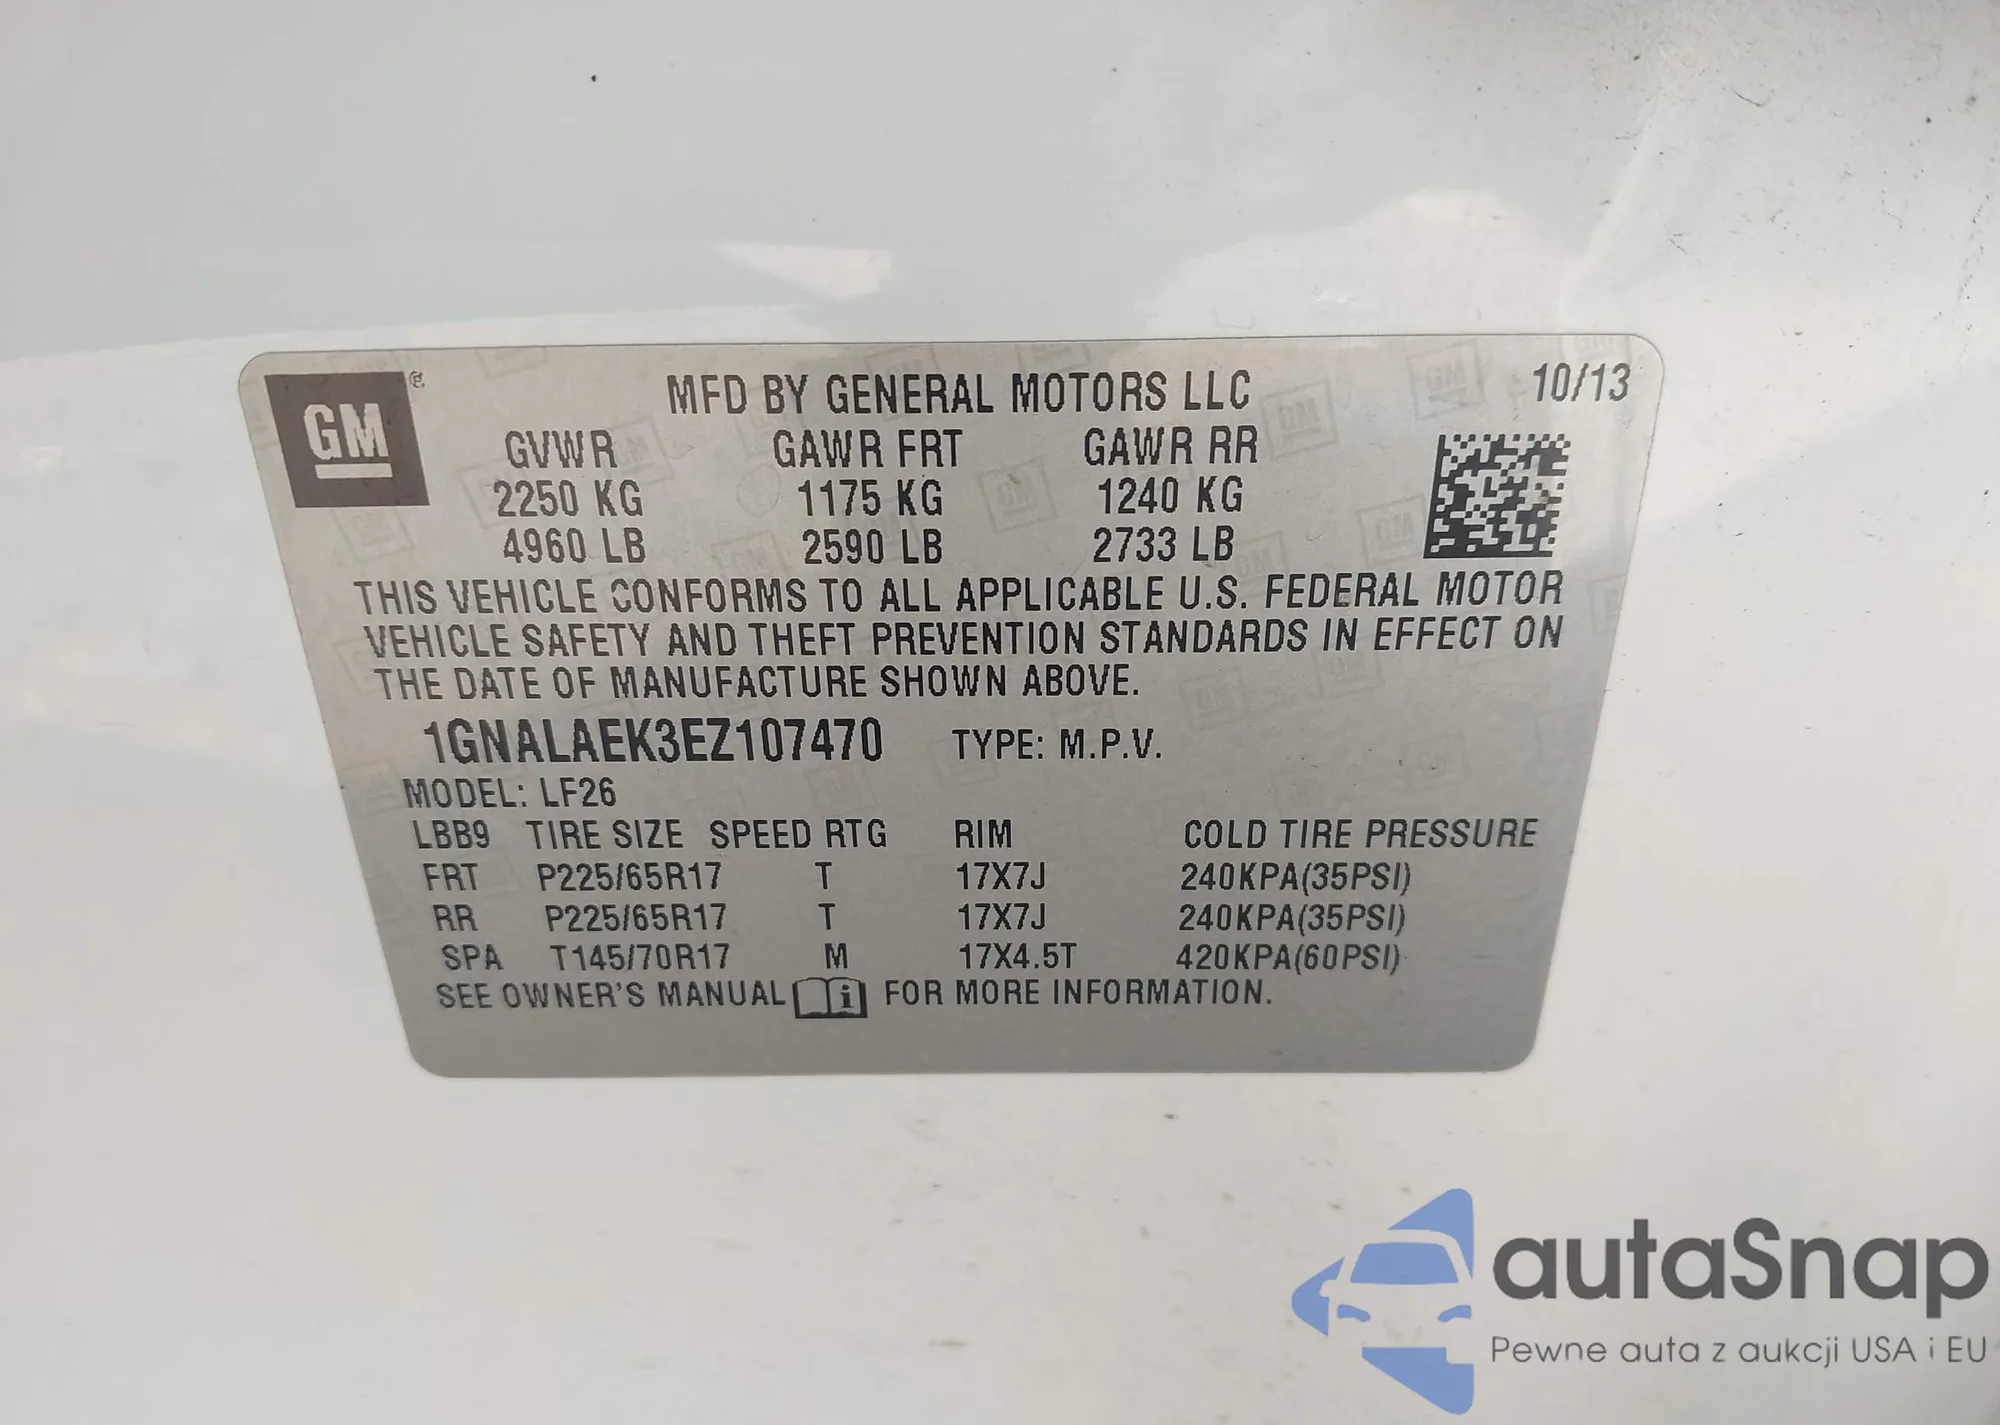 GM ® MFD BY GENERAL MOTORS LLC 10/13
GVWR GAWR FRT GAWR RR
2250 KG 1175 KG 1240 KG
4960 LB 2590 LB 2733 LB
THIS VEHICLE CONFORMS TO ALL APPLICABLE U.S. FEDERAL MOTOR
VEHICLE SAFETY AND THEFT PREVENTION STANDARDS IN EFFECT ON
THE DATE OF MANUFACTURE SHOWN ABOVE.
1GNALAEK3EZ107470 TYPE: M.P.V.
MODEL: LF26
LBB9 TIRE SIZE SPEED RTG RIM COLD TIRE PRESSURE
FRT P225/65R17 T 17X7J 240KPA(35PSI)
RR P225/65R17 T 17X7J 240KPA(35PSI)
SPA T145/70R17 M 17X4.5T 420KPA(60PSI)
SEE OWNER'S MANUAL i FOR MORE INFORMATION.
autaSnap
Pewne auta z aukcji USA i EU